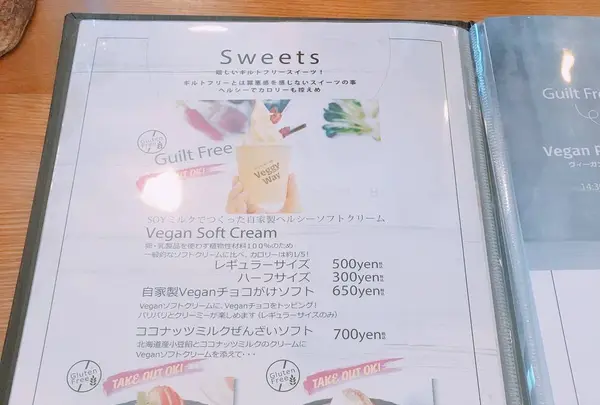 Sweets
嬉しいギルトフリースイーツ！
ギルトフリーとは罪悪感を感じないスイーツの事
ヘルシーでカロリーも控えめ
Gluten Free
Guilt Free
OUT OK!
Veggy
Way
SOYミルクでつくった自家製ヘルシーソフトクリーム
Vegan Soft Cream
卵・乳製品を使わず植物性材料100%のため
一般的なソフトクリームに比べ、カロリーは約1/5！
レギュラーサイズ 500yen
ハーフサイズ 300yen
自家製Veganチョコがけソフト 650yen
Veganソフトクリームに、Veganチョコをトッピング！
パリパリとクリーミーが楽しめます（レギュラーサイズのみ）
ココナッツミルクぜんざいソフト 700yen
北海道産小豆餡とココナッツミルクのクリームに
Veganソフトクリームを添えて・・・
Gluten Free
TAKE OUT OK!
Gluten Free
TAKE OUT OK!
Guilt Fre
Vegan
ヴィーガ
14:3